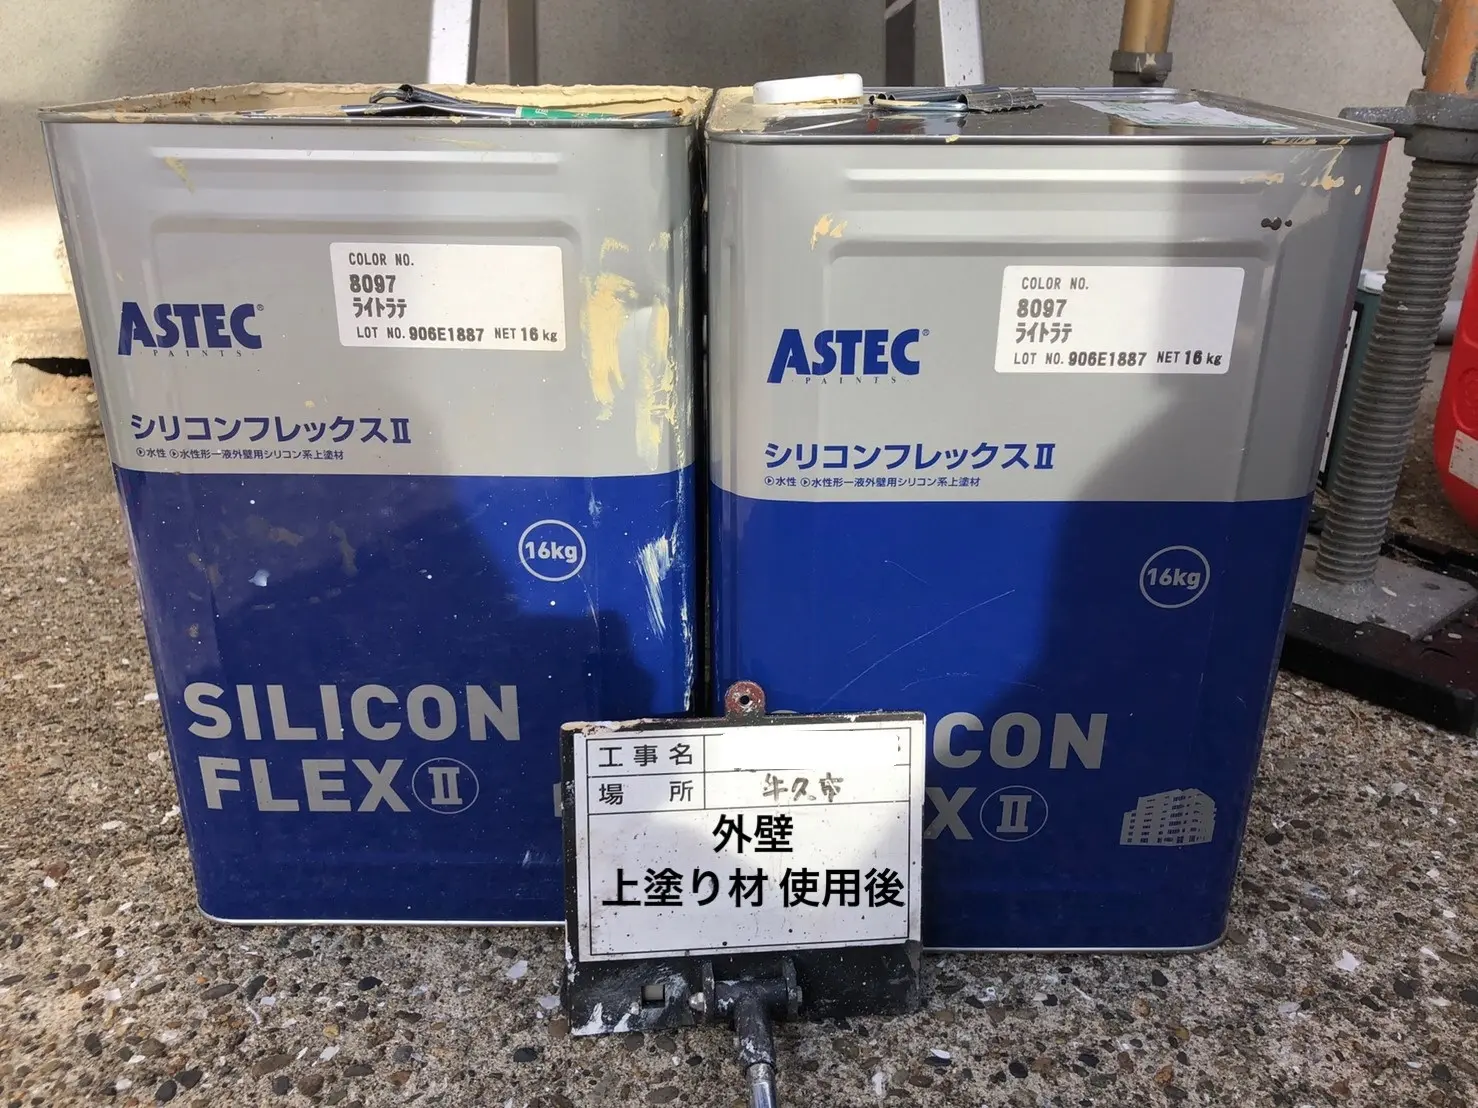 COLOR NO.
8097
ライトラテ
LOT NO. 906E1887 NET 16 kg
ASTEC®
PAINTS
シリコンフレックスⅡ
水性 水性形一液外壁用シリコン系上塗材
16kg
SILICON
FLEX Ⅱ
COLOR NO.
8097
ライトラテ
LOT NO. 906E1887 NET 16 kg
ASTEC®
PAINTS
シリコンフレックスⅡ
水性 水性形一液外壁用シリコン系上塗材
16kg
CON
X Ⅱ
工事名
場所 牛久市
外壁
上塗り材 使用後